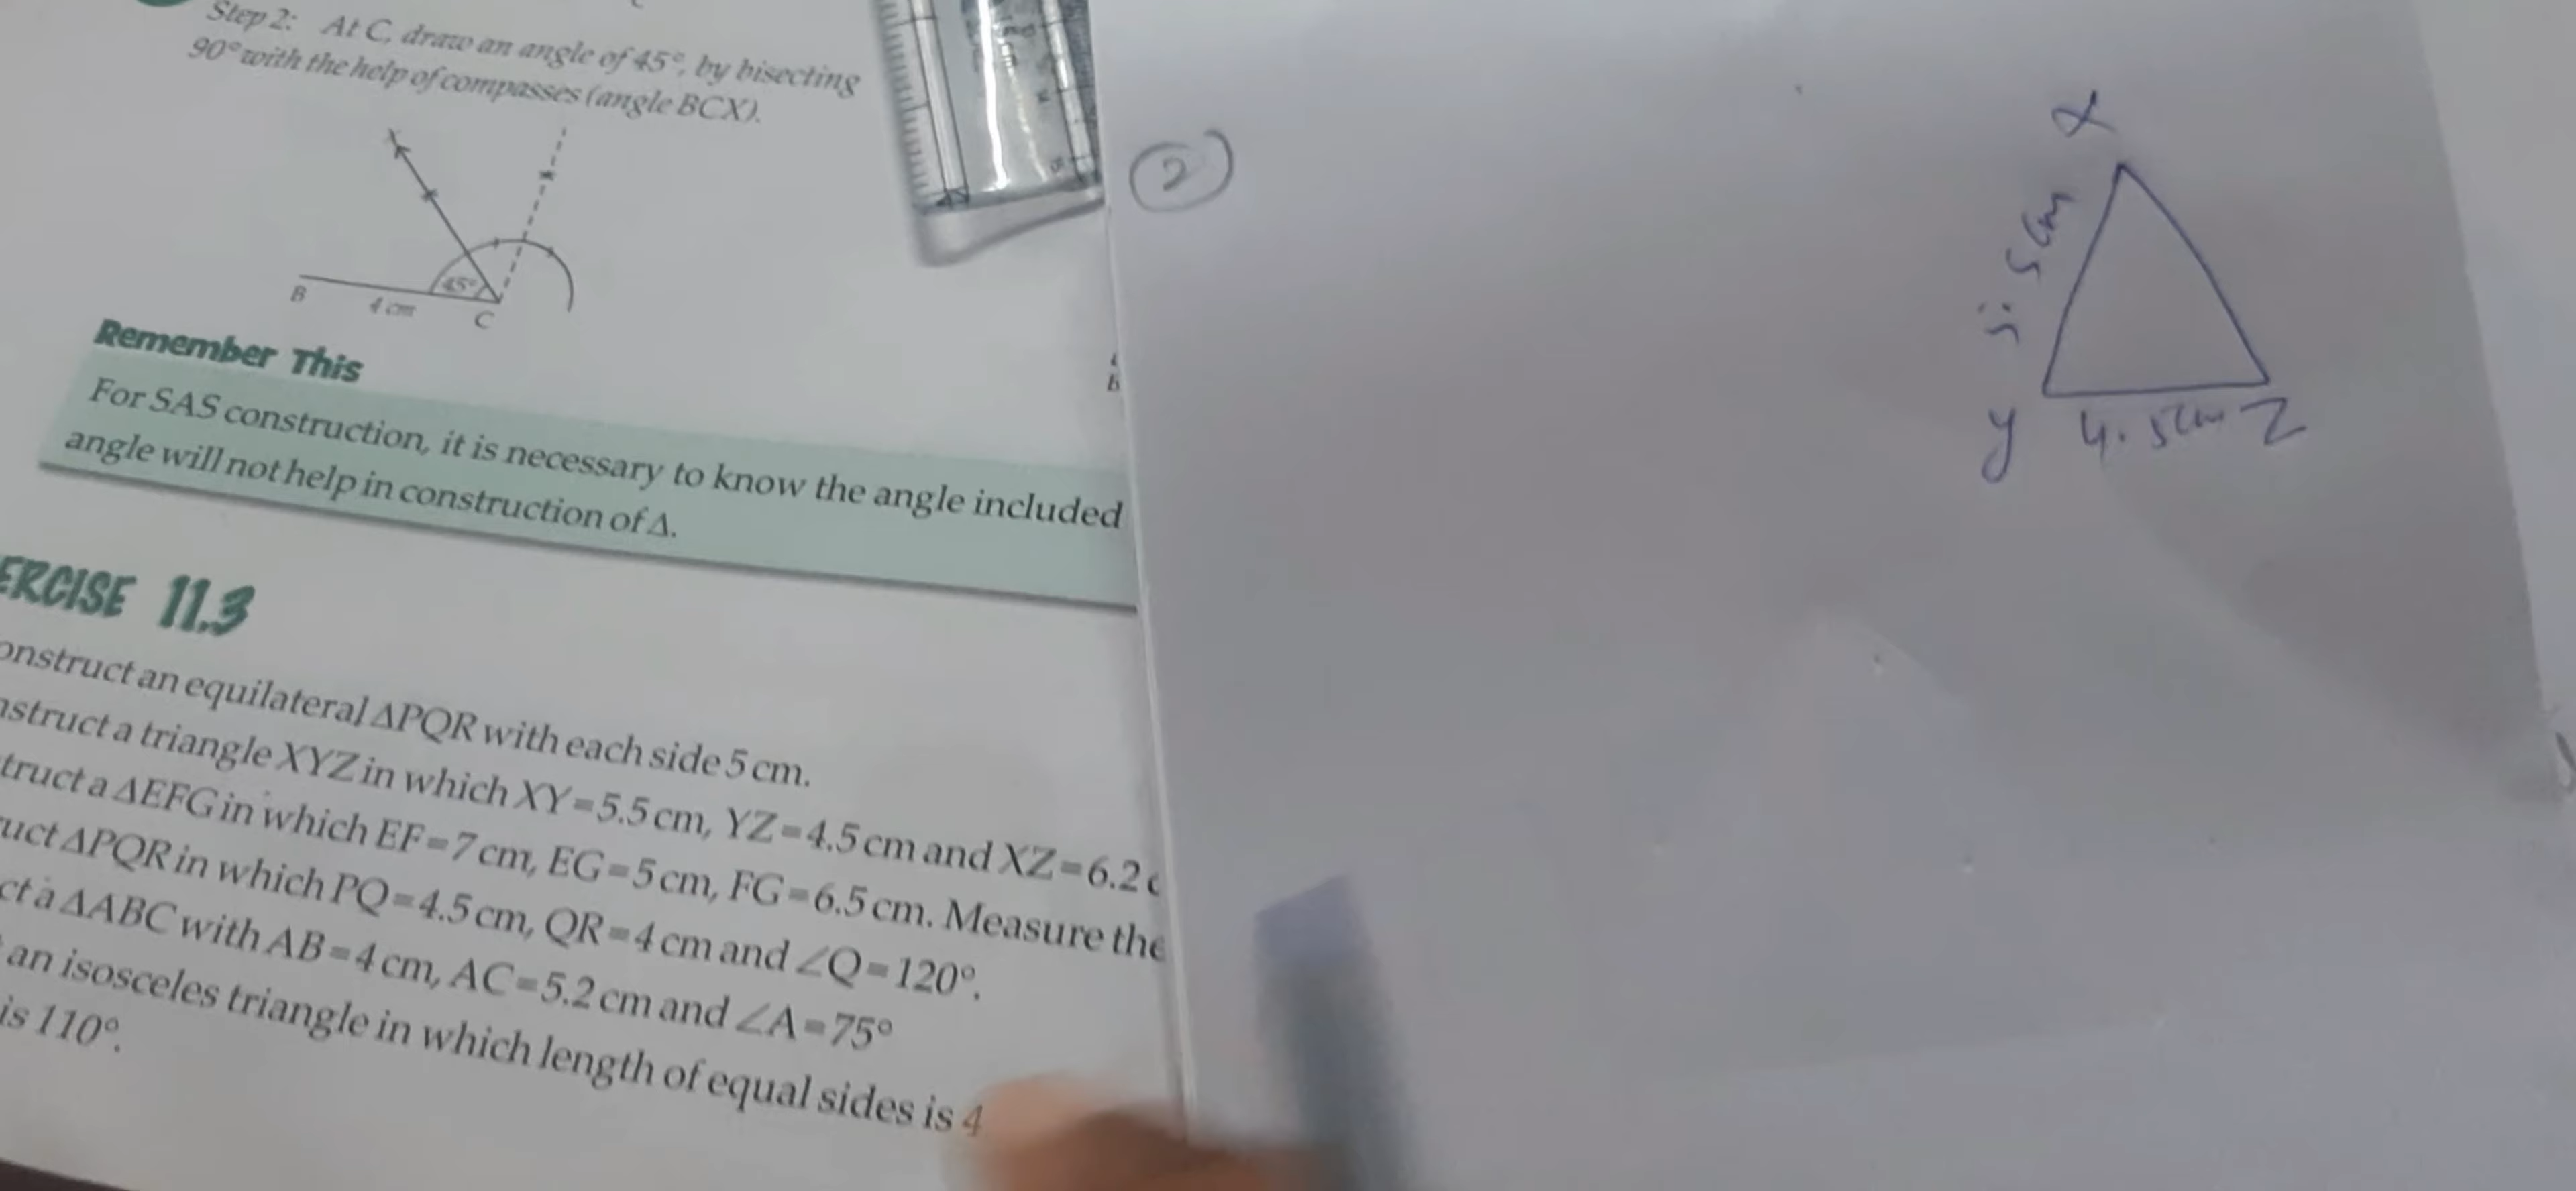 Step 2: At C, draw an angle of 45°, by bisecting
90° with the help of compasses (angle BCX).
X
45°
B
4 cm
C
Remember This
For SAS construction, it is necessary to know the angle included
angle will not help in construction of Δ.
ERCISE 11.3
onstruct an equilateral ΔPQR with each side 5 cm.
nstruct a triangle XYZ in which XY=5.5 cm, YZ=4.5 cm and XZ=6.2 c
truct a ΔEFG in which EF=7 cm, EG=5 cm, FG=6.5 cm. Measure the
uct ΔPQR in which PQ=4.5 cm, QR=4 cm and ∠Q=120°.
ct a ΔABC with AB=4 cm, AC=5.2 cm and ∠A=75°
an isosceles triangle in which length of equal sides is 4
is 110°.
2
X
5.5cm
Y 4.5cm Z